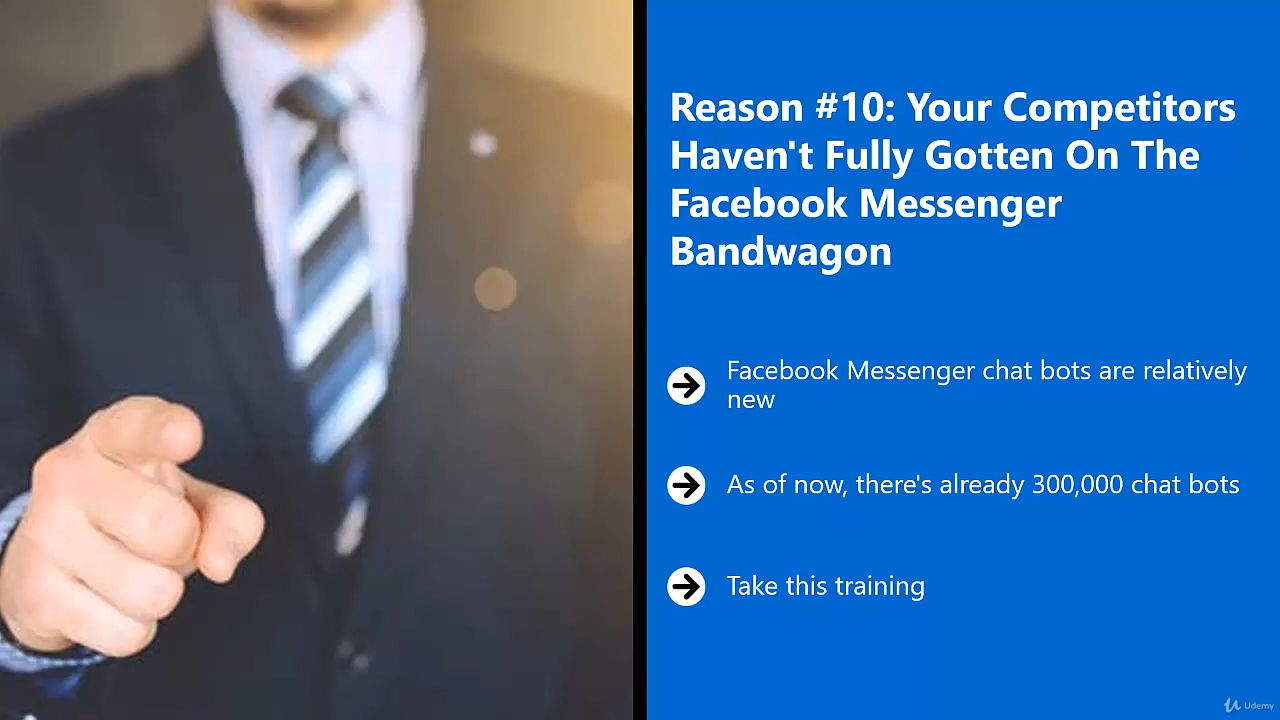 Reason #10: Your Competitors
Haven't Fully Gotten On The
Facebook Messenger
Bandwagon
Facebook Messenger chat bots are relatively
new
As of now, there's already 300,000 chat bots
Take this training
Udemy